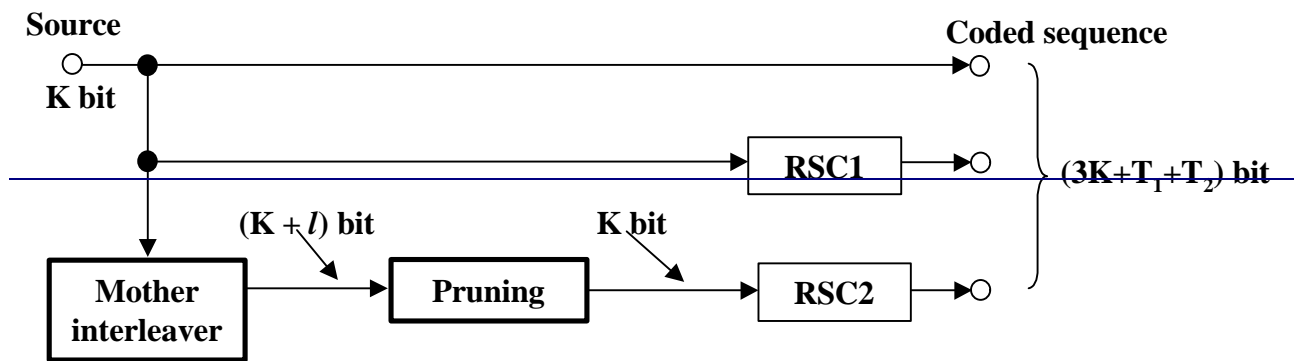 Source
Coded sequence
K bit
RSC1
(3K+T₁+T₂) bit
(K + l) bit
K bit
Mother
interleaver
Pruning
RSC2